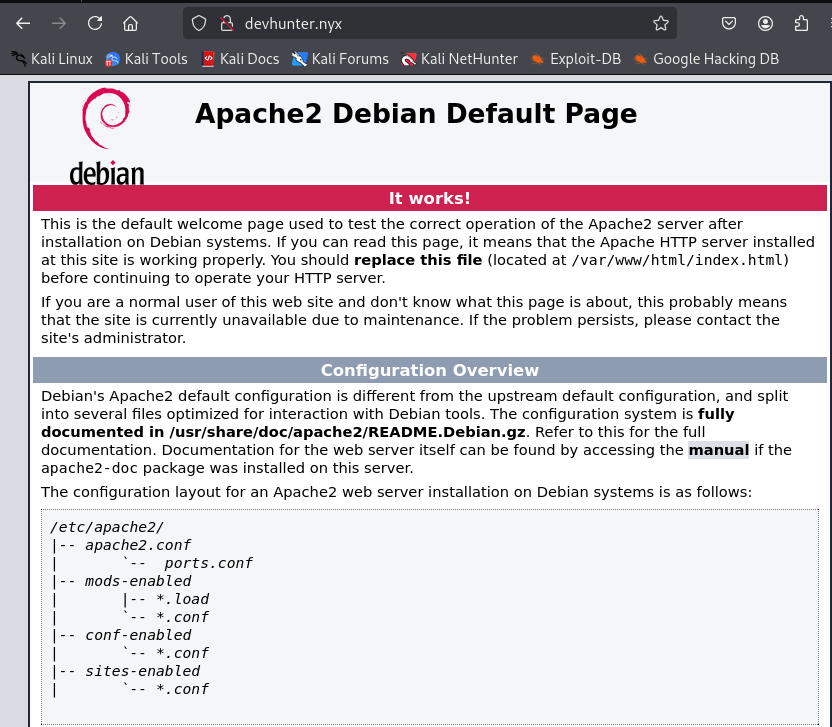 devhunter.nyx
Kali Linux Kali Tools Kali Docs Kali Forums Kali NetHunter Exploit-DB Google Hacking DB
debian
Apache2 Debian Default Page
It works!
This is the default welcome page used to test the correct operation of the Apache2 server after
installation on Debian systems. If you can read this page, it means that the Apache HTTP server installed
at this site is working properly. You should replace this file (located at /var/www/html/index.html)
before continuing to operate your HTTP server.
If you are a normal user of this web site and don't know what this page is about, this probably means
that the site is currently unavailable due to maintenance. If the problem persists, please contact the
site's administrator.
Configuration Overview
Debian's Apache2 default configuration is different from the upstream default configuration, and split
into several files optimized for interaction with Debian tools. The configuration system is fully
documented in /usr/share/doc/apache2/README.Debian.gz. Refer to this for the full
documentation. Documentation for the web server itself can be found by accessing the manual if the
apache2-doc package was installed on this server.
The configuration layout for an Apache2 web server installation on Debian systems is as follows:
/etc/apache2/
|-- apache2.conf
|       `--  ports.conf
|-- mods-enabled
|       |-- *.load
|       `-- *.conf
|-- conf-enabled
|       `-- *.conf
|-- sites-enabled
|       `-- *.conf